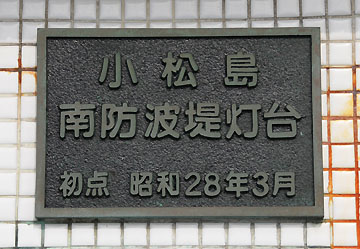 小松島
南防波堤灯台
初点 昭和28年3月